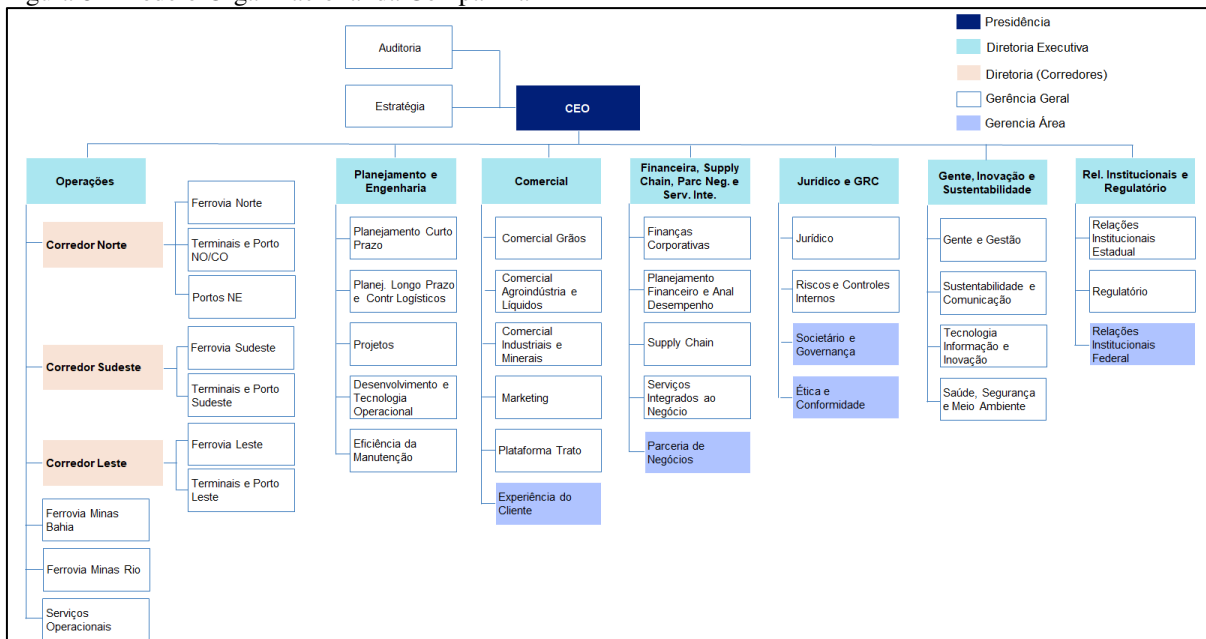 Auditoria
Estratégia
CEO
Presidência
Diretoria Executiva
Diretoria (Corredores)
Gerência Geral
Gerencia Área
Operações
Corredor Norte
Ferrovia Norte
Terminais e Porto
NO/CO
Portos NE
Corredor Sudeste
Ferrovia Sudeste
Terminais e Porto
Sudeste
Corredor Leste
Ferrovia Leste
Terminais e Porto
Leste
Ferrovia Minas
Bahia
Ferrovia Minas Rio
Serviços
Operacionais
Planejamento e
Engenharia
Planejamento Curto
Prazo
Planej. Longo Prazo
e Contr Logísticos
Projetos
Desenvolvimento e
Tecnologia
Operacional
Eficiência da
Manutenção
Comercial
Comercial Grãos
Comercial
Agroindústria e
Líquidos
Comercial
Industriais e
Minerais
Marketing
Plataforma Trato
Experiência do
Cliente
Financeira, Supply
Chain, Parc Neg. e
Serv. Inte.
Finanças
Corporativas
Planejamento
Financeiro e Anal
Desempenho
Supply Chain
Serviços
Integrados ao
Negócio
Parceria de
Negócios
Jurídico e GRC
Jurídico
Riscos e Controles
Internos
Societário e
Governança
Ética e
Conformidade
Gente, Inovação e
Sustentabilidade
Gente e Gestão
Sustentabilidade e
Comunicação
Tecnologia
Informação e
Inovação
Saúde, Segurança
e Meio Ambiente
Rel. Institucionais e
Regulatório
Relações
Institucionais
Estadual
Regulatório
Relações
Institucionais
Federal